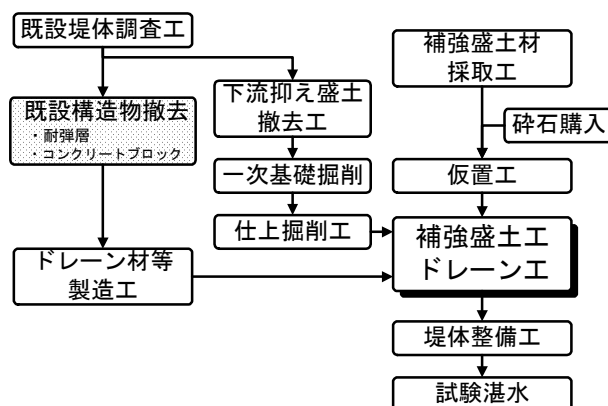 既設堤体調査工
補強盛土材
採取工
既設構造物撤去
・耐弾層
・コンクリートブロック
下流抑え盛土
撤去工
砕石購入
一次基礎掘削
仮置工
仕上掘削工
補強盛土工
ドレーン工
ドレーン材等
製造工
堤体整備工
試験湛水